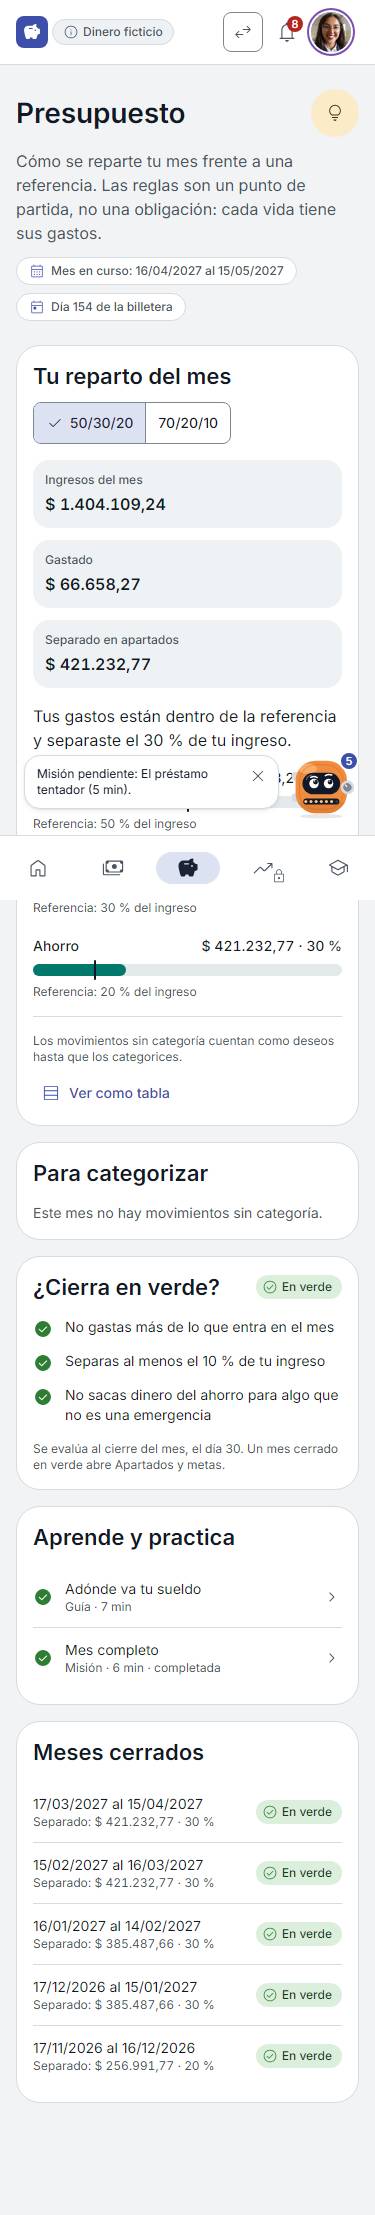 Dinero ficticio
8
Presupuesto
Cómo se reparte tu mes frente a una
referencia. Las reglas son un punto de
partida, no una obligación: cada vida tiene
sus gastos.
Mes en curso: 16/04/2027 al 15/05/2027
Día 154 de la billetera
Tu reparto del mes
50/30/20
70/20/10
Ingresos del mes
$ 1.404.109,24
Gastado
$ 66.658,27
Separado en apartados
$ 421.232,77
Tus gastos están dentro de la referencia
y separaste el 30 % de tu ingreso.
Misión pendiente: El préstamo
tentador (5 min).
5
Referencia: 50 % del ingreso
Referencia: 30 % del ingreso
Ahorro
$ 421.232,77 · 30 %
Referencia: 20 % del ingreso
Los movimientos sin categoría cuentan como deseos
hasta que los categorices.
Ver como tabla
Para categorizar
Este mes no hay movimientos sin categoría.
¿Cierra en verde?
En verde
No gastas más de lo que entra en el mes
Separas al menos el 10 % de tu ingreso
No sacas dinero del ahorro para algo que
no es una emergencia
Se evalúa al cierre del mes, el día 30. Un mes cerrado
en verde abre Apartados y metas.
Aprende y practica
Adónde va tu sueldo
Guía · 7 min
Mes completo
Misión · 6 min · completada
Meses cerrados
17/03/2027 al 15/04/2027
Separado: $ 421.232,77 · 30 %
En verde
15/02/2027 al 16/03/2027
Separado: $ 421.232,77 · 30 %
En verde
16/01/2027 al 14/02/2027
Separado: $ 385.487,66 · 30 %
En verde
17/12/2026 al 15/01/2027
Separado: $ 385.487,66 · 30 %
En verde
17/11/2026 al 16/12/2026
Separado: $ 256.991,77 · 20 %
En verde